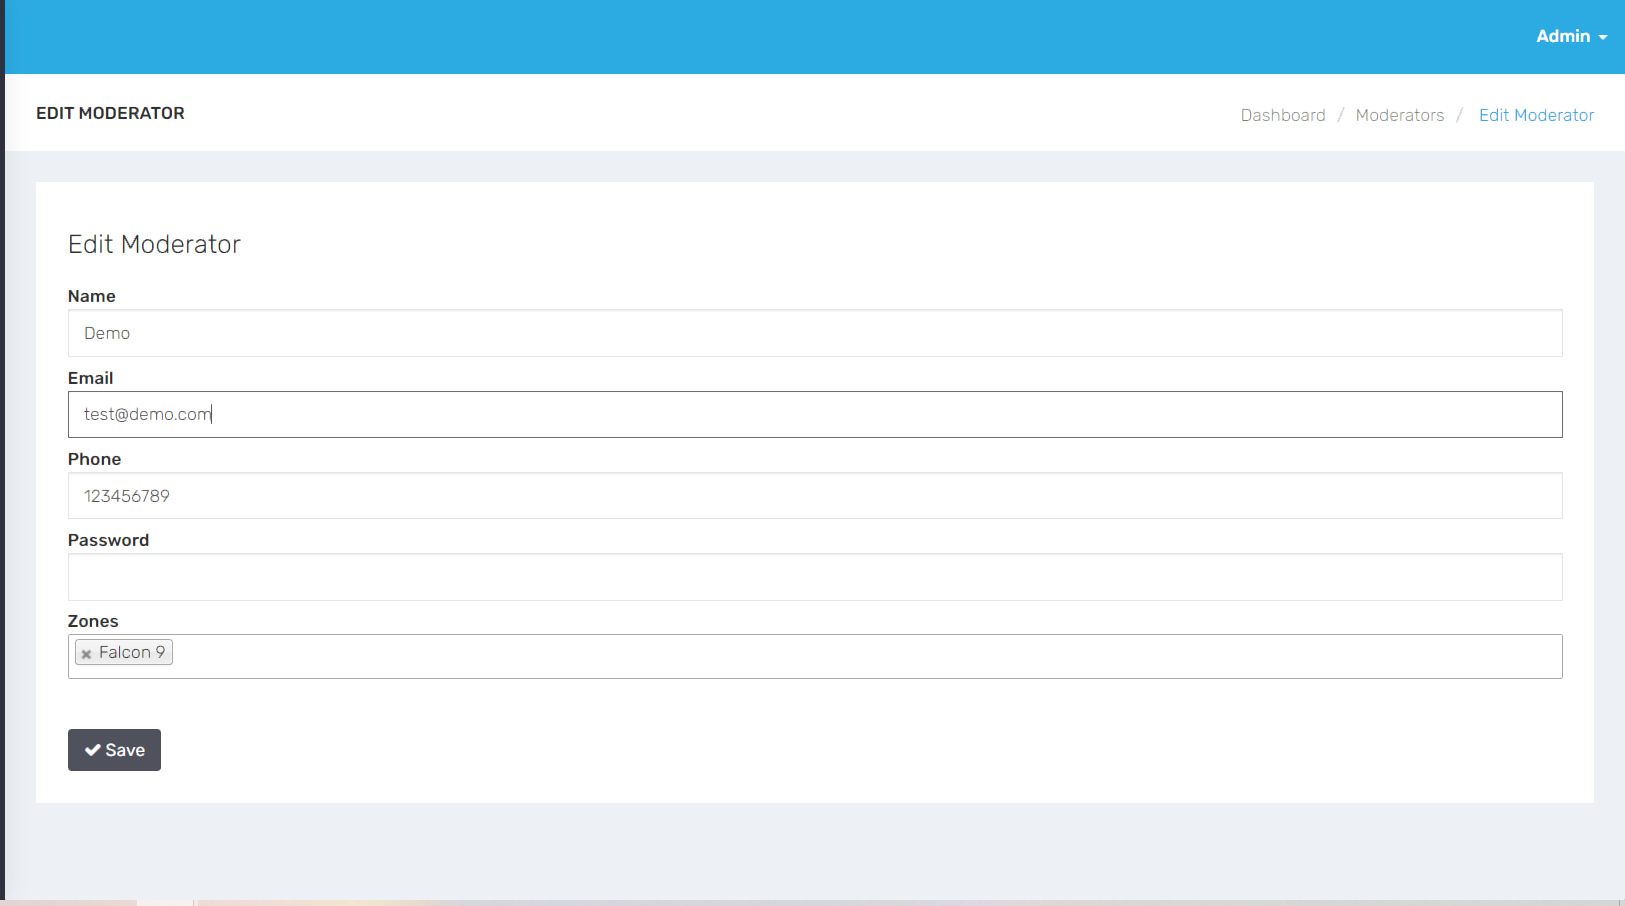 Admin
EDIT MODERATOR
Dashboard / Moderators / Edit Moderator
Edit Moderator
Name
Demo
Email
test@demo.com
Phone
123456789
Password
Zones
× Falcon 9
Save